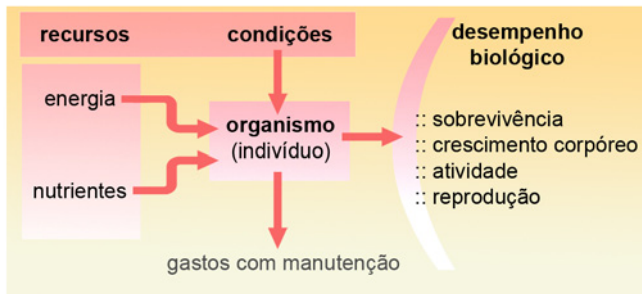 recursos
condições
energia
nutrientes
organismo
(indivíduo)
gastos com manutenção
desempenho
biológico
:: sobrevivência
:: crescimento corpóreo
:: atividade
:: reprodução